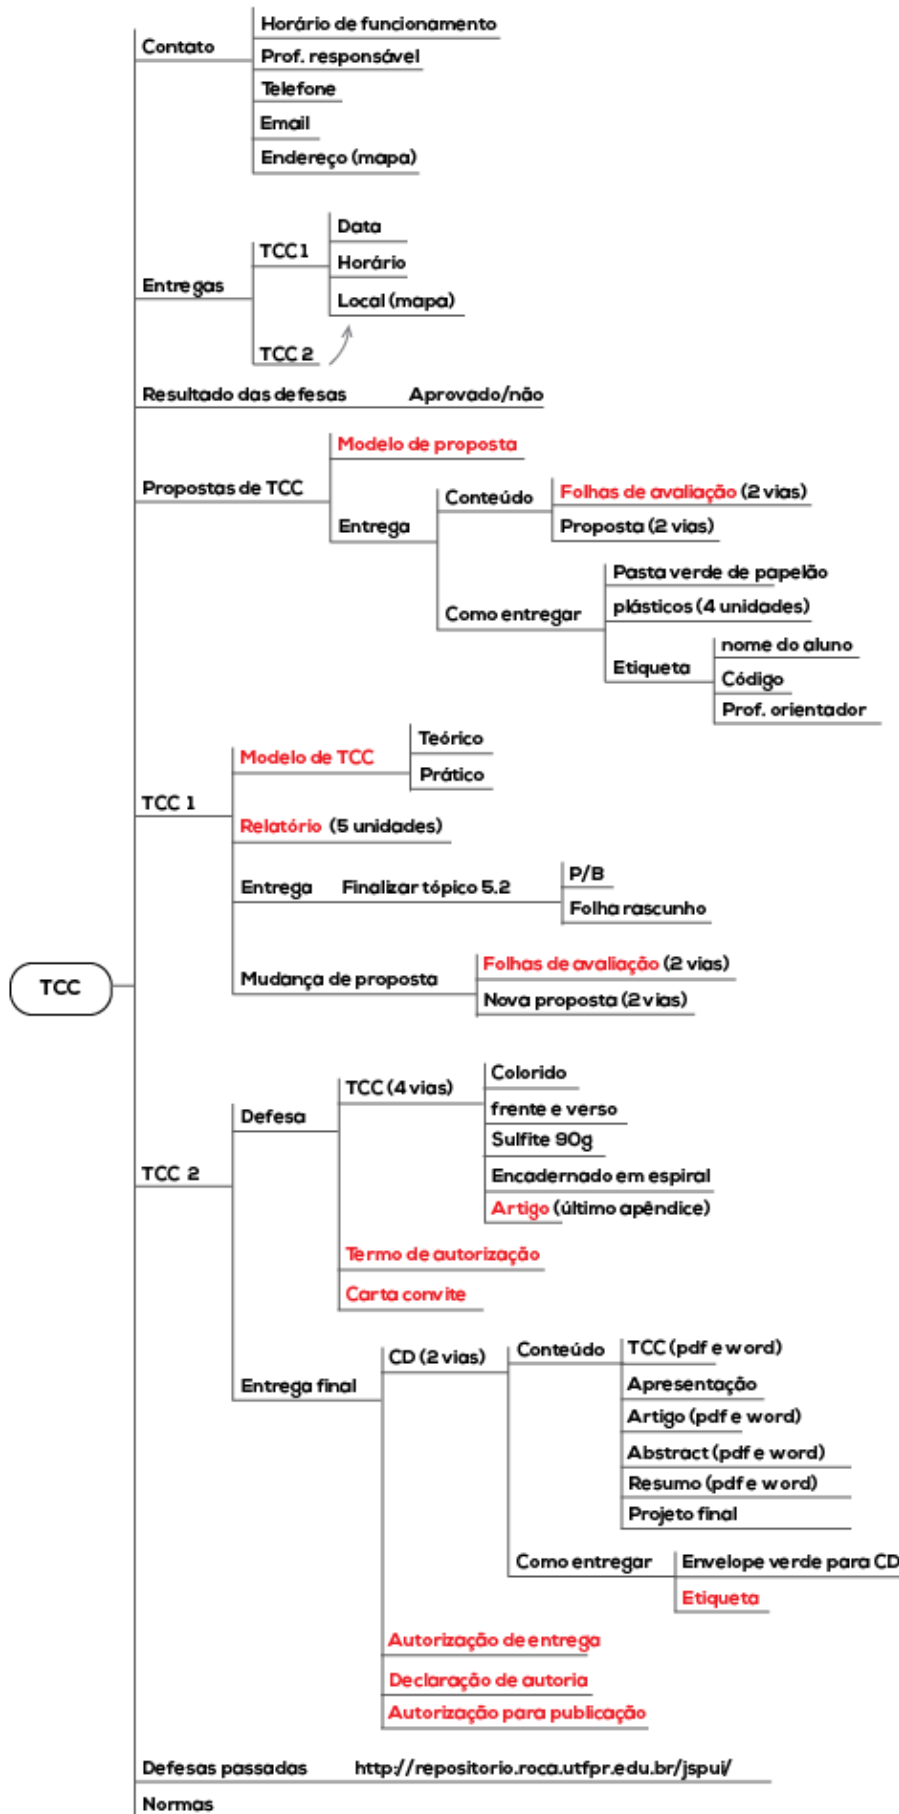 Contato
Horário de funcionamento
Prof. responsável
Telefone
Email
Endereço (mapa)
Entregas
TCC 1
Data
Horário
Local (mapa)
TCC 2
Resultado das defesas
Aprovado/não
Propostas de TCC
Modelo de proposta
Entrega
Conteúdo
Folhas de avaliação (2 vias)
Proposta (2 vias)
Como entregar
Pasta verde de papelão
plásticos (4 unidades)
Etiqueta
nome do aluno
Código
Prof. orientador
TCC 1
Modelo de TCC
Teórico
Prático
Relatório (5 unidades)
Entrega
Finalizar tópico 5.2
P/B
Folha rascunho
Mudança de proposta
Folhas de avaliação (2 vias)
Nova proposta (2 vias)
TCC
TCC 2
Defesa
TCC (4 vias)
Colorido
frente e verso
Sulfite 90g
Encadernado em espiral
Artigo (último apêndice)
Termo de autorização
Carta convite
Entrega final
CD (2 vias)
Conteúdo
TCC (pdf e word)
Apresentação
Artigo (pdf e word)
Abstract (pdf e word)
Resumo (pdf e word)
Projeto final
Como entregar
Envelope verde para CD
Etiqueta
Autorização de entrega
Declaração de autoria
Autorização para publicação
Defesas passadas
http://repositorio.roca.utfpr.edu.br/jspui/
Normas